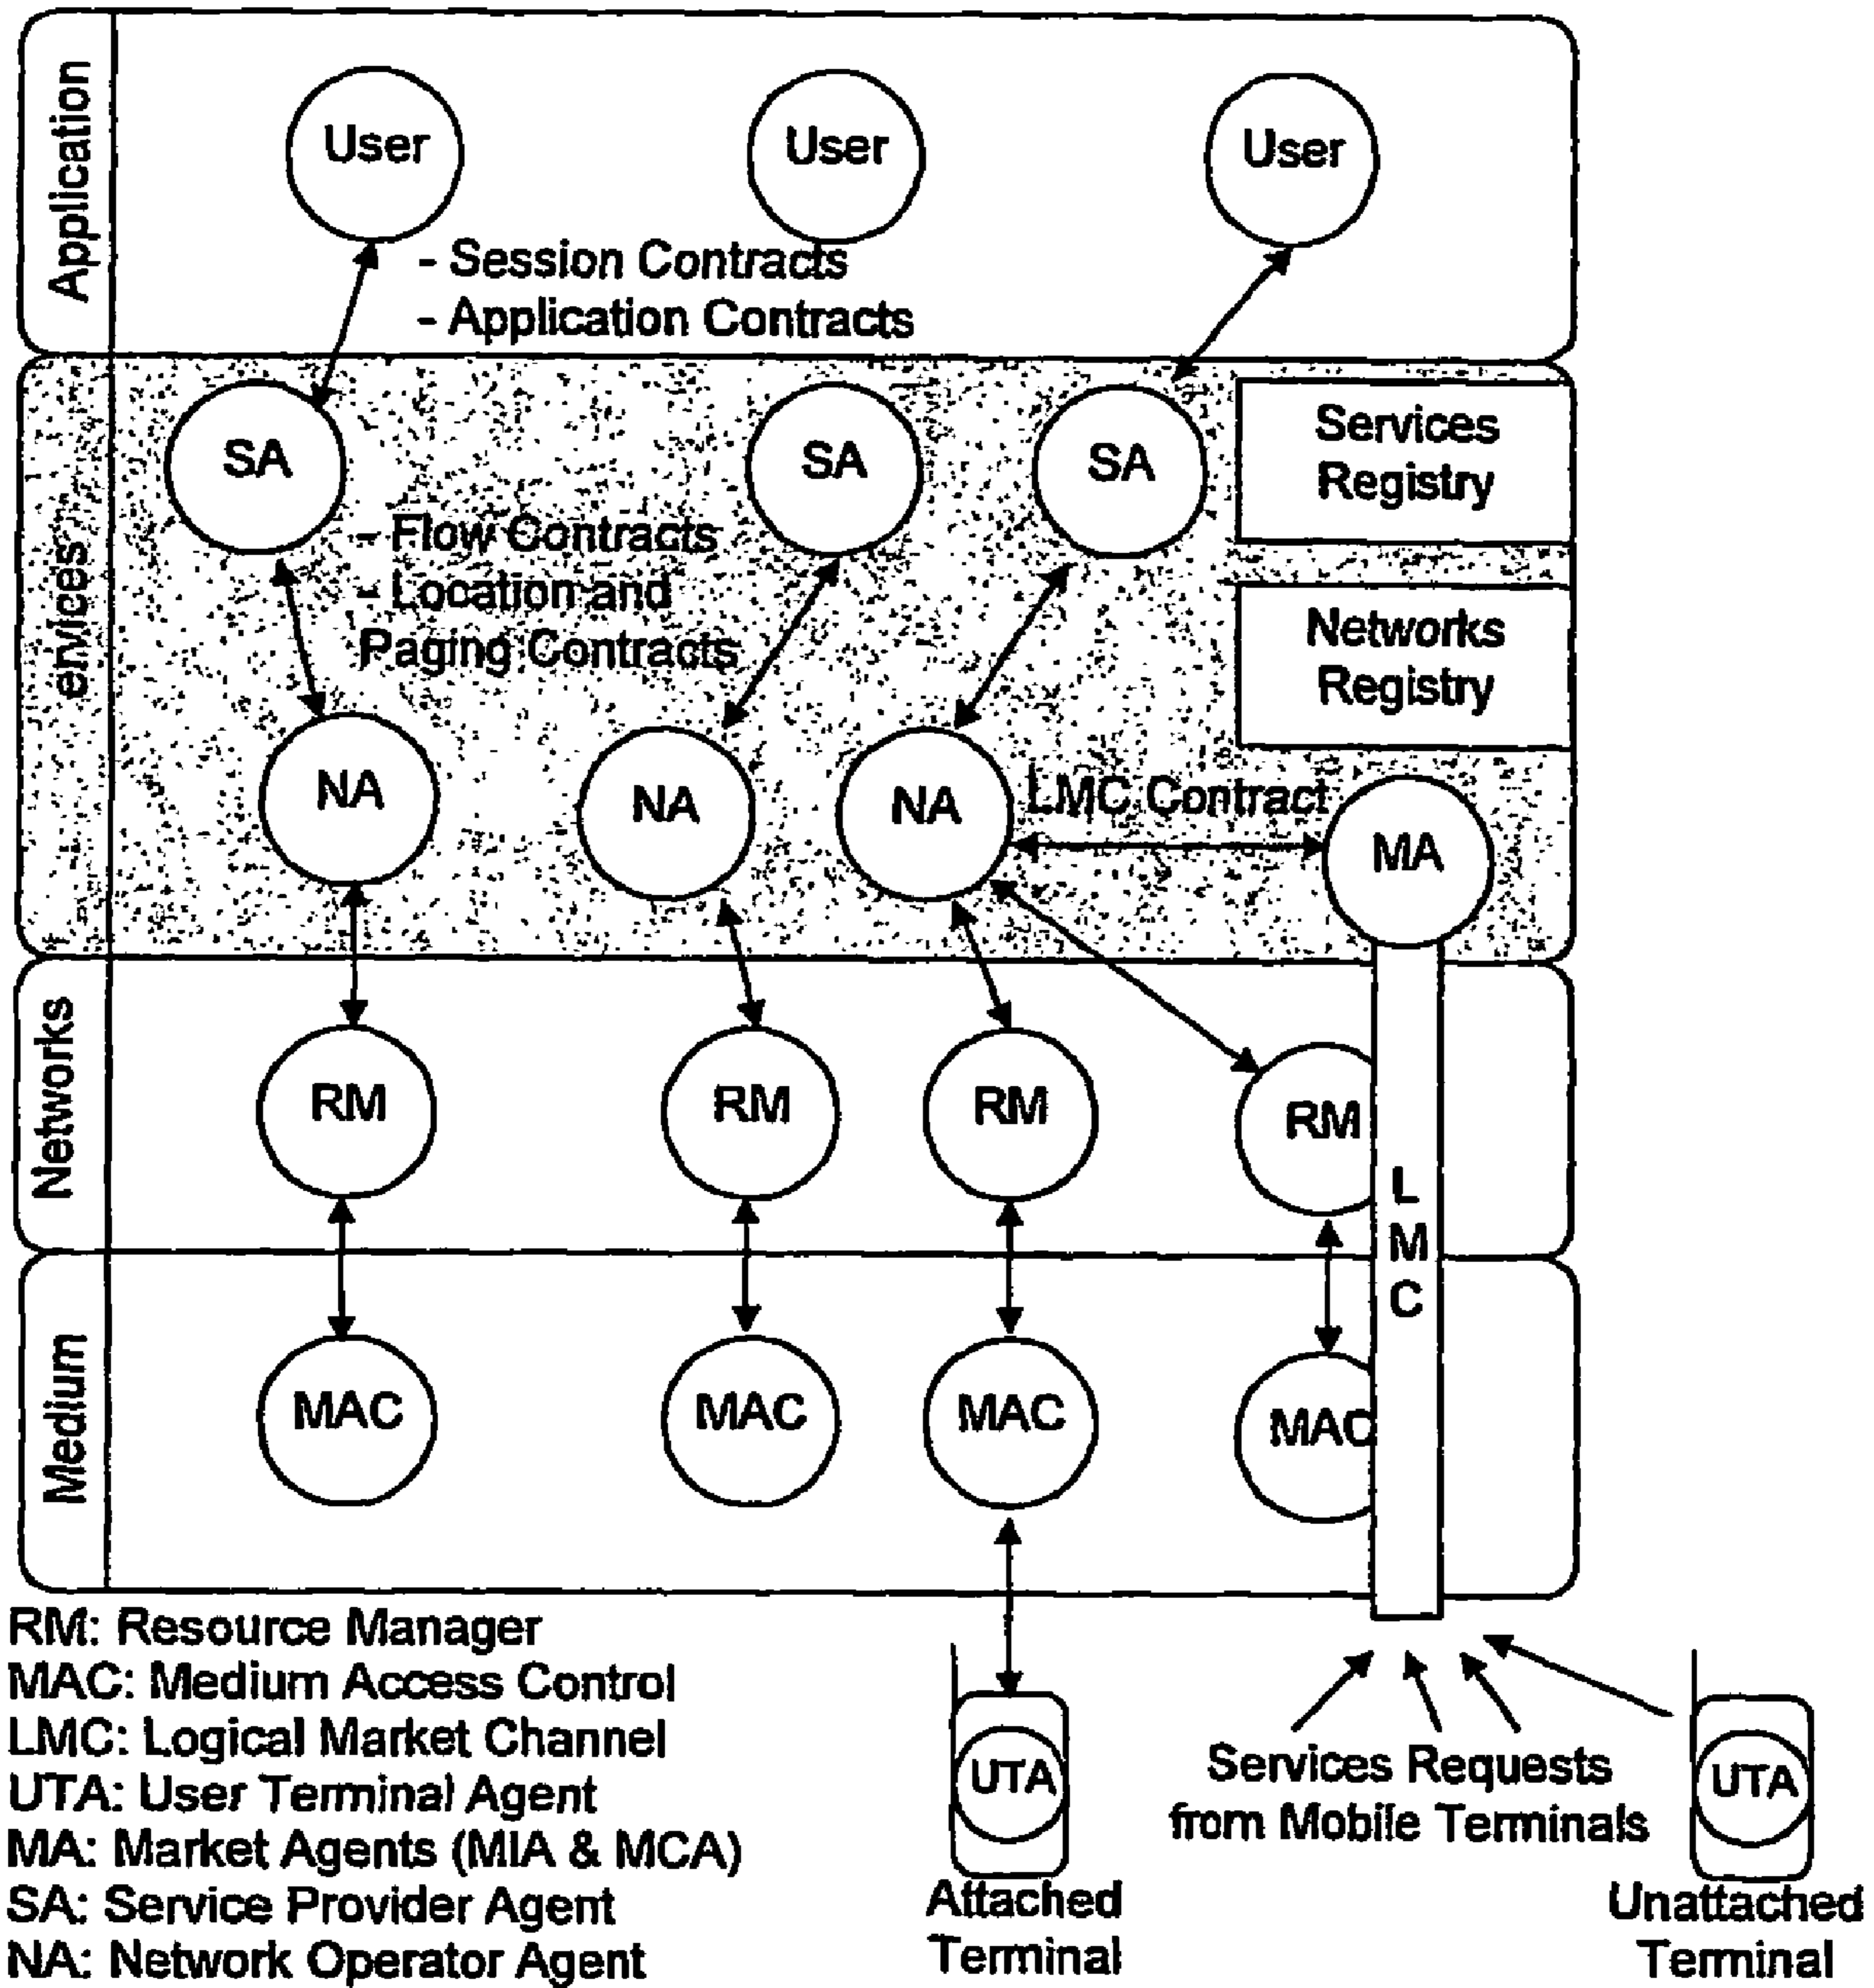 Application
User
User
User
- Session Contracts
- Application Contracts
ervices
SA
SA
SA
Services
Registry
- Flow Contracts
- Location and
Paging Contracts
Networks
Registry
NA
NA
NA
LMC Contract
MA
Networks
RM
RM
RM
RM
L
M
C
Medium
MAC
MAC
MAC
MAC
RM: Resource Manager
MAC: Medium Access Control
LMC: Logical Market Channel
UTA: User Terminal Agent
MA: Market Agents (MIA & MCA)
SA: Service Provider Agent
NA: Network Operator Agent
UTA
Attached
Terminal
Services Requests
from Mobile Terminals
UTA
Unattached
Terminal